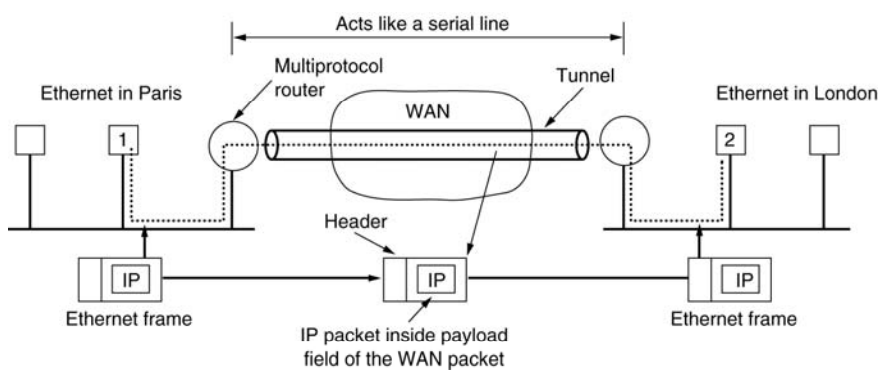 Acts like a serial line
Multiprotocol
router
Tunnel
Ethernet in Paris
WAN
Ethernet in London
1
2
Header
IP
IP
IP
Ethernet frame
IP packet inside payload
field of the WAN packet
Ethernet frame